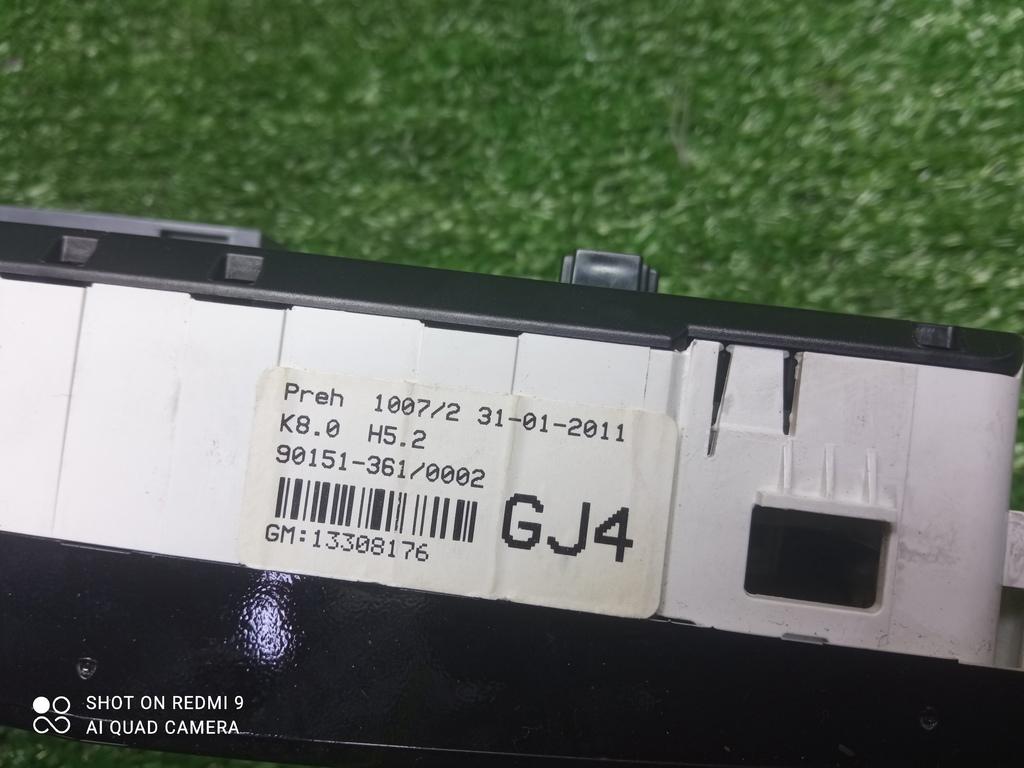 Preh 1007/2 31-01-2011
K8.0 H5.2
90151-361/0002
GJ4
GM:13308176
SHOT ON REDMI 9
AI QUAD CAMERA